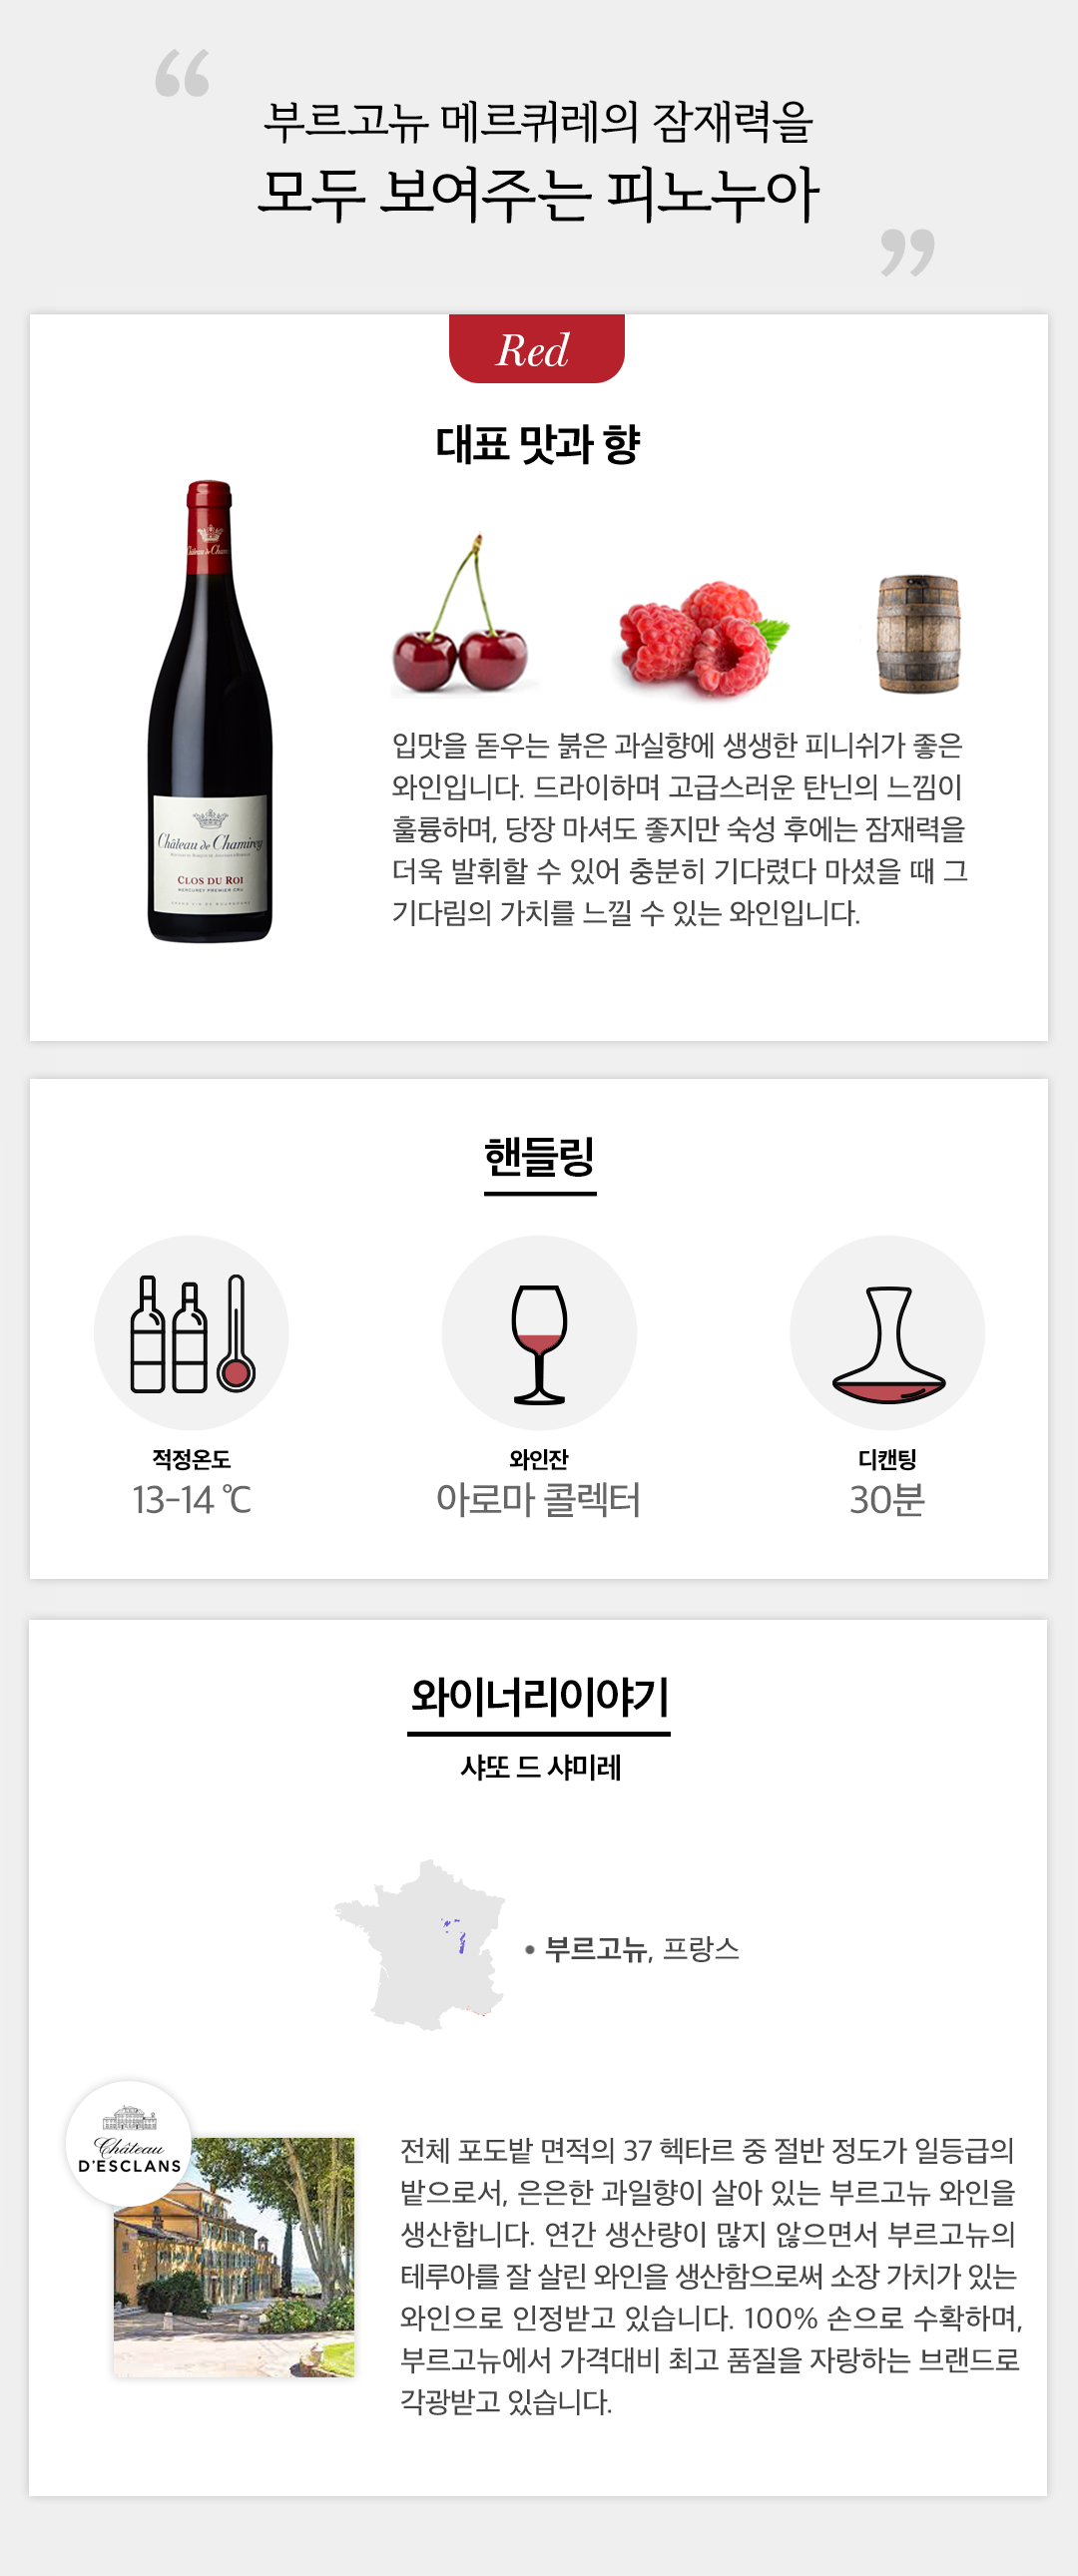 “
부르고뉴 메르퀴레의 잠재력을
모두 보여주는 피노누아
”
Red
대표 맛과 향
Château de Chamirey
CLOS DU ROI
MERCUREY PREMIER CRU
GRAND VIN DE BOURGOGNE
입맛을 돋우는 붉은 과실향에 생생한 피니쉬가 좋은
와인입니다. 드라이하며 고급스러운 탄닌의 느낌이
훌륭하며, 당장 마셔도 좋지만 숙성 후에는 잠재력을
더욱 발휘할 수 있어 충분히 기다렸다 마셨을 때 그
기다림의 가치를 느낄 수 있는 와인입니다.
핸들링
적정온도
13-14 ℃
와인잔
아로마 콜렉터
디캔팅
30분
와이너리이야기
샤또 드 샤미레
• 부르고뉴, 프랑스
Château
D'ESCLANS
전체 포도밭 면적의 37 헥타르 중 절반 정도가 일등급의
밭으로서, 은은한 과일향이 살아 있는 부르고뉴 와인을
생산합니다. 연간 생산량이 많지 않으면서 부르고뉴의
테루아를 잘 살린 와인을 생산함으로써 소장 가치가 있는
와인으로 인정받고 있습니다. 100% 손으로 수확하며,
부르고뉴에서 가격대비 최고 품질을 자랑하는 브랜드로
각광받고 있습니다.